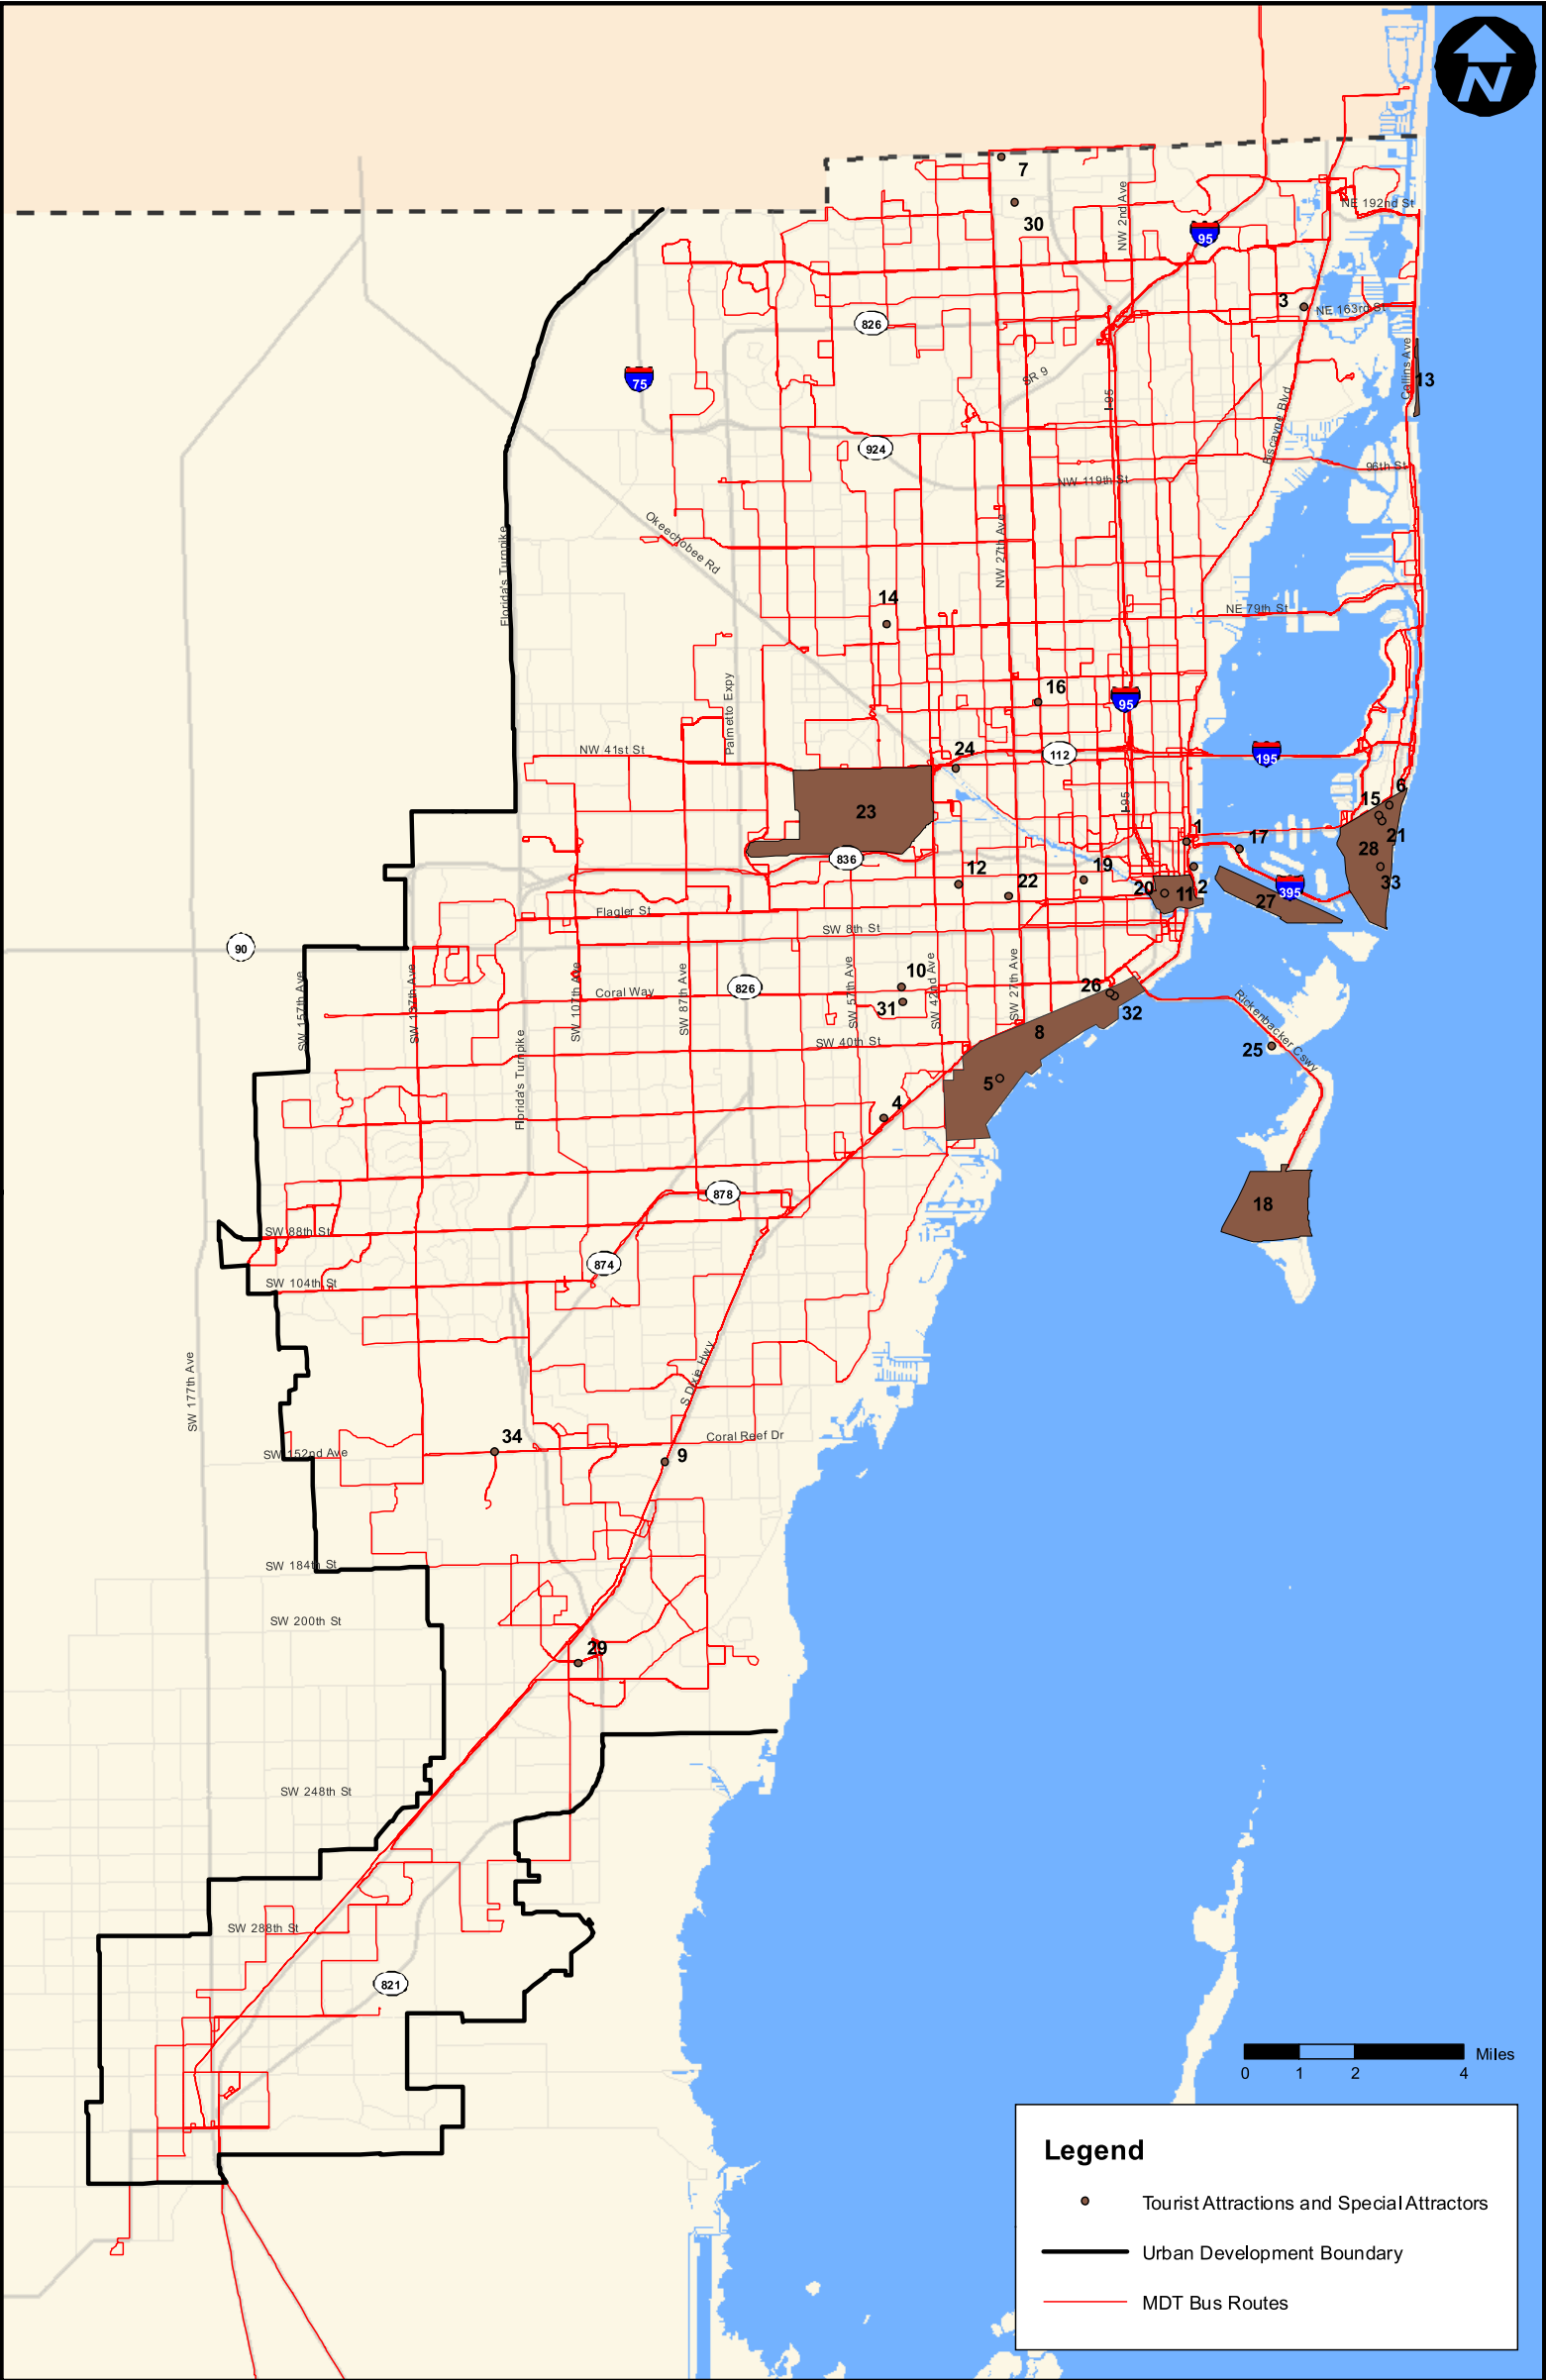 N
7
30
NW 2nd Ave
95
NE 192nd St
3
NE 163rd St
826
75
SR 9
I-95
Collins Ave
13
Biscayne Blvd
924
96th St
NW 119th St
Okeechobee Rd
NW 27th Ave
Florida's Turnpike
14
NE 79th St
16
95
Palmetto Expy
NW 41st St
24
112
195
23
I-95
6
15
1
17
21
28
836
12
22
19
20
11
2
395
27
33
Flagler St
SW 8th St
90
SW 157th Ave
SW 137th Ave
SW 107th Ave
SW 87th Ave
826
SW 57th Ave
10
SW 42nd Ave
SW 27th Ave
Coral Way
31
26
32
Rickenbacker Cswy
8
25
SW 40th St
Florida's Turnpike
5
4
878
18
SW 88th St
874
SW 104th St
SW 177th Ave
S Dixie Hwy
34
Coral Reef Dr
SW 152nd Ave
9
SW 184th St
SW 200th St
29
SW 248th St
SW 288th St
821
Miles
0 1 2 4
Legend
Tourist Attractions and Special Attractors
Urban Development Boundary
MDT Bus Routes